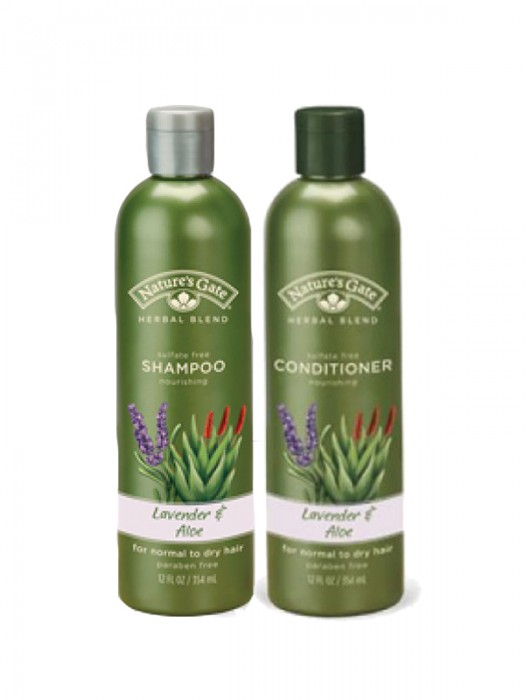 Nature's Gate®
HERBAL BLEND
sulfate free
SHAMPOO
nourishing
Lavender &
Aloe
for normal to dry hair
paraben free
12 FL OZ / 354 mL
Nature's Gate®
HERBAL BLEND
sulfate free
CONDITIONER
nourishing
Lavender &
Aloe
for normal to dry hair
paraben free
12 FL OZ / 354 mL